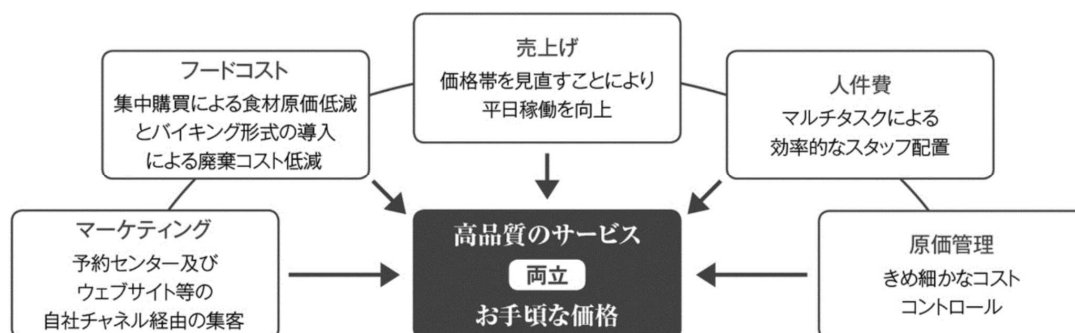 売上げ
価格帯を見直すことにより
平日稼働を向上
フードコスト
集中購買による食材原価低減
とバイキング形式の導入
による廃棄コスト低減
人件費
マルチタスクによる
効率的なスタッフ配置
マーケティング
予約センター及び
ウェブサイト等の
自社チャネル経由の集客
高品質のサービス
両立
お手頃な価格
原価管理
きめ細かなコスト
コントロール